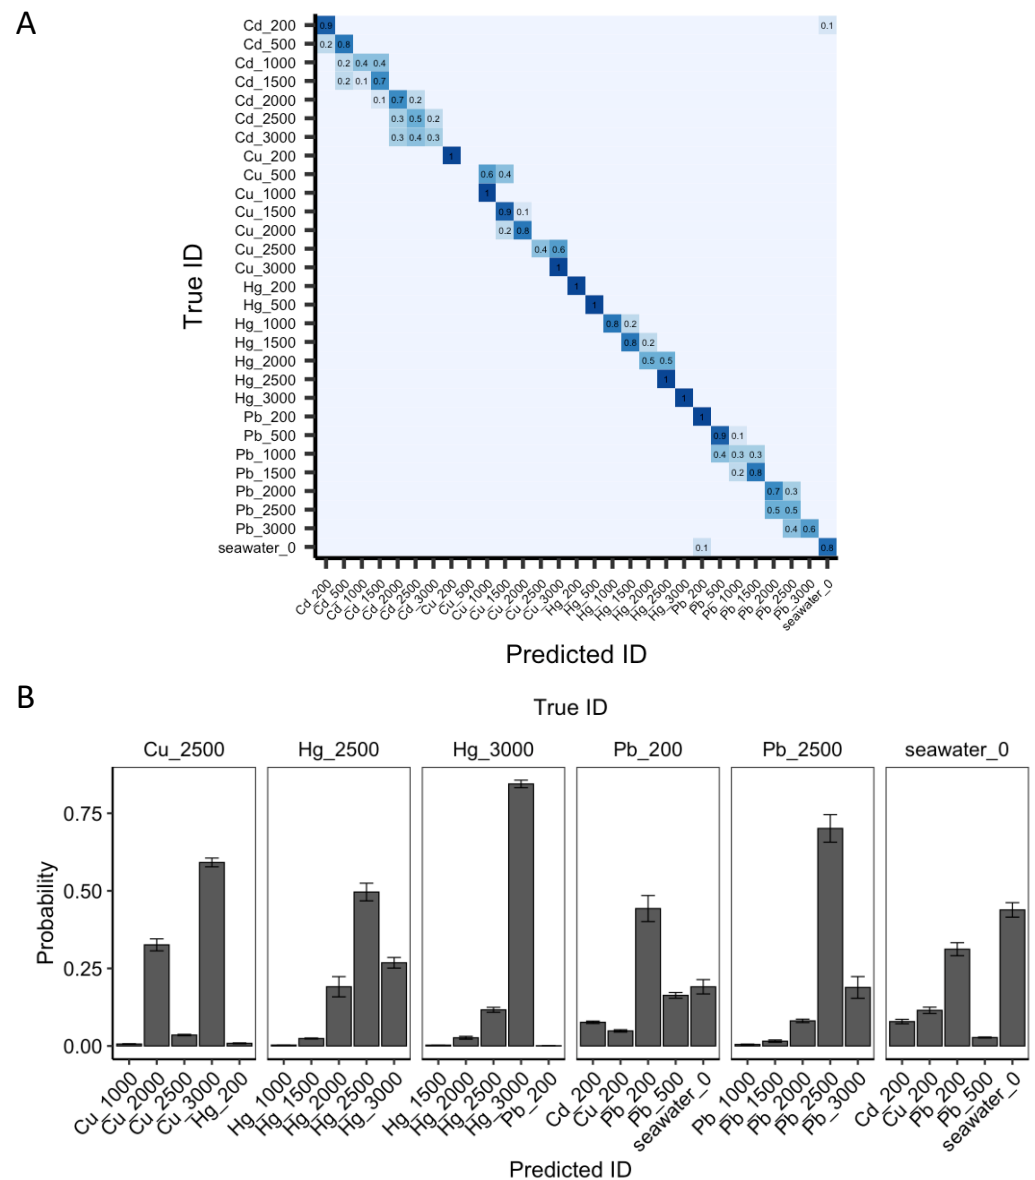 A
True ID
Cd_200 0.9 0.1
Cd_500 0.2 0.8
Cd_1000 0.2 0.4 0.4
Cd_1500 0.2 0.1 0.7
Cd_2000 0.1 0.7 0.2
Cd_2500 0.3 0.5 0.2
Cd_3000 0.3 0.4 0.3
Cu_200 1
Cu_500 0.6 0.4
Cu_1000 1
Cu_1500 0.9 0.1
Cu_2000 0.2 0.8
Cu_2500 0.4 0.6
Cu_3000 1
Hg_200 1
Hg_500 1
Hg_1000 0.8 0.2
Hg_1500 0.8 0.2
Hg_2000 0.5 0.5
Hg_2500 1
Hg_3000 1
Pb_200 1
Pb_500 0.9 0.1
Pb_1000 0.4 0.3 0.3
Pb_1500 0.2 0.8
Pb_2000 0.7 0.3
Pb_2500 0.5 0.5
Pb_3000 0.4 0.6
seawater_0 0.1 0.8
Cd_200 Cd_500 Cd_1000 Cd_1500 Cd_2000 Cd_2500 Cd_3000 Cu_200 Cu_500 Cu_1000 Cu_1500 Cu_2000 Cu_2500 Cu_3000 Hg_200 Hg_500 Hg_1000 Hg_1500 Hg_2000 Hg_2500 Hg_3000 Pb_200 Pb_500 Pb_1000 Pb_1500 Pb_2000 Pb_2500 Pb_3000 seawater_0
Predicted ID
B
True ID
Cu_2500 Hg_2500 Hg_3000 Pb_200 Pb_2500 seawater_0
Probability
0.75
0.50
0.25
0.00
Cu_1000 Cu_2000 Cu_2500 Cu_3000 Hg_200 Hg_1000 Hg_1500 Hg_2000 Hg_2500 Hg_3000 Hg_1500 Hg_2000 Hg_2500 Hg_3000 Pb_200 Cd_200 Cu_200 Pb_200 Pb_500 seawater_0 Pb_1000 Pb_1500 Pb_2000 Pb_2500 Pb_3000 Cd_200 Cu_200 Pb_200 Pb_500 seawater_0
Predicted ID